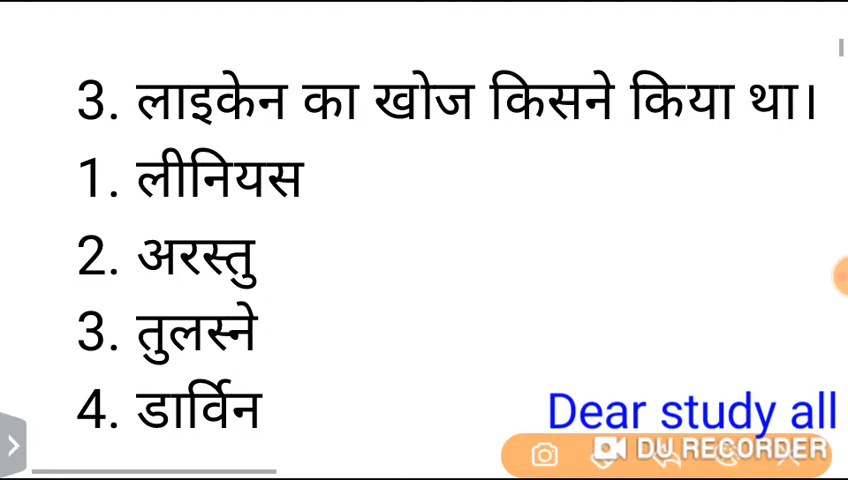 3. लाइकेन का खोज किसने किया था।
1. लीनियस
2. अरस्तु
3. तुलस्ने
4. डार्विन
Dear study all
DU RECORDER